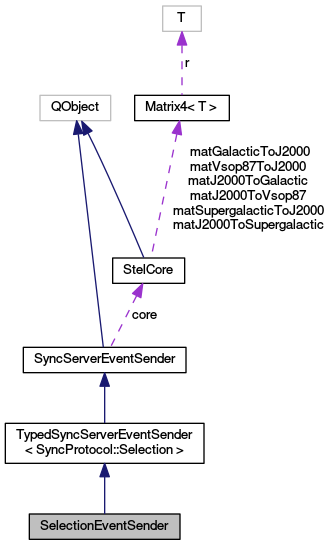 T
r
QObject
Matrix4< T >
matGalacticToJ2000
matVsop87ToJ2000
matJ2000ToGalactic
matJ2000ToVsop87
matSupergalacticToJ2000
matJ2000ToSupergalactic
StelCore
core
SyncServerEventSender
TypedSyncServerEventSender
< SyncProtocol::Selection >
SelectionEventSender